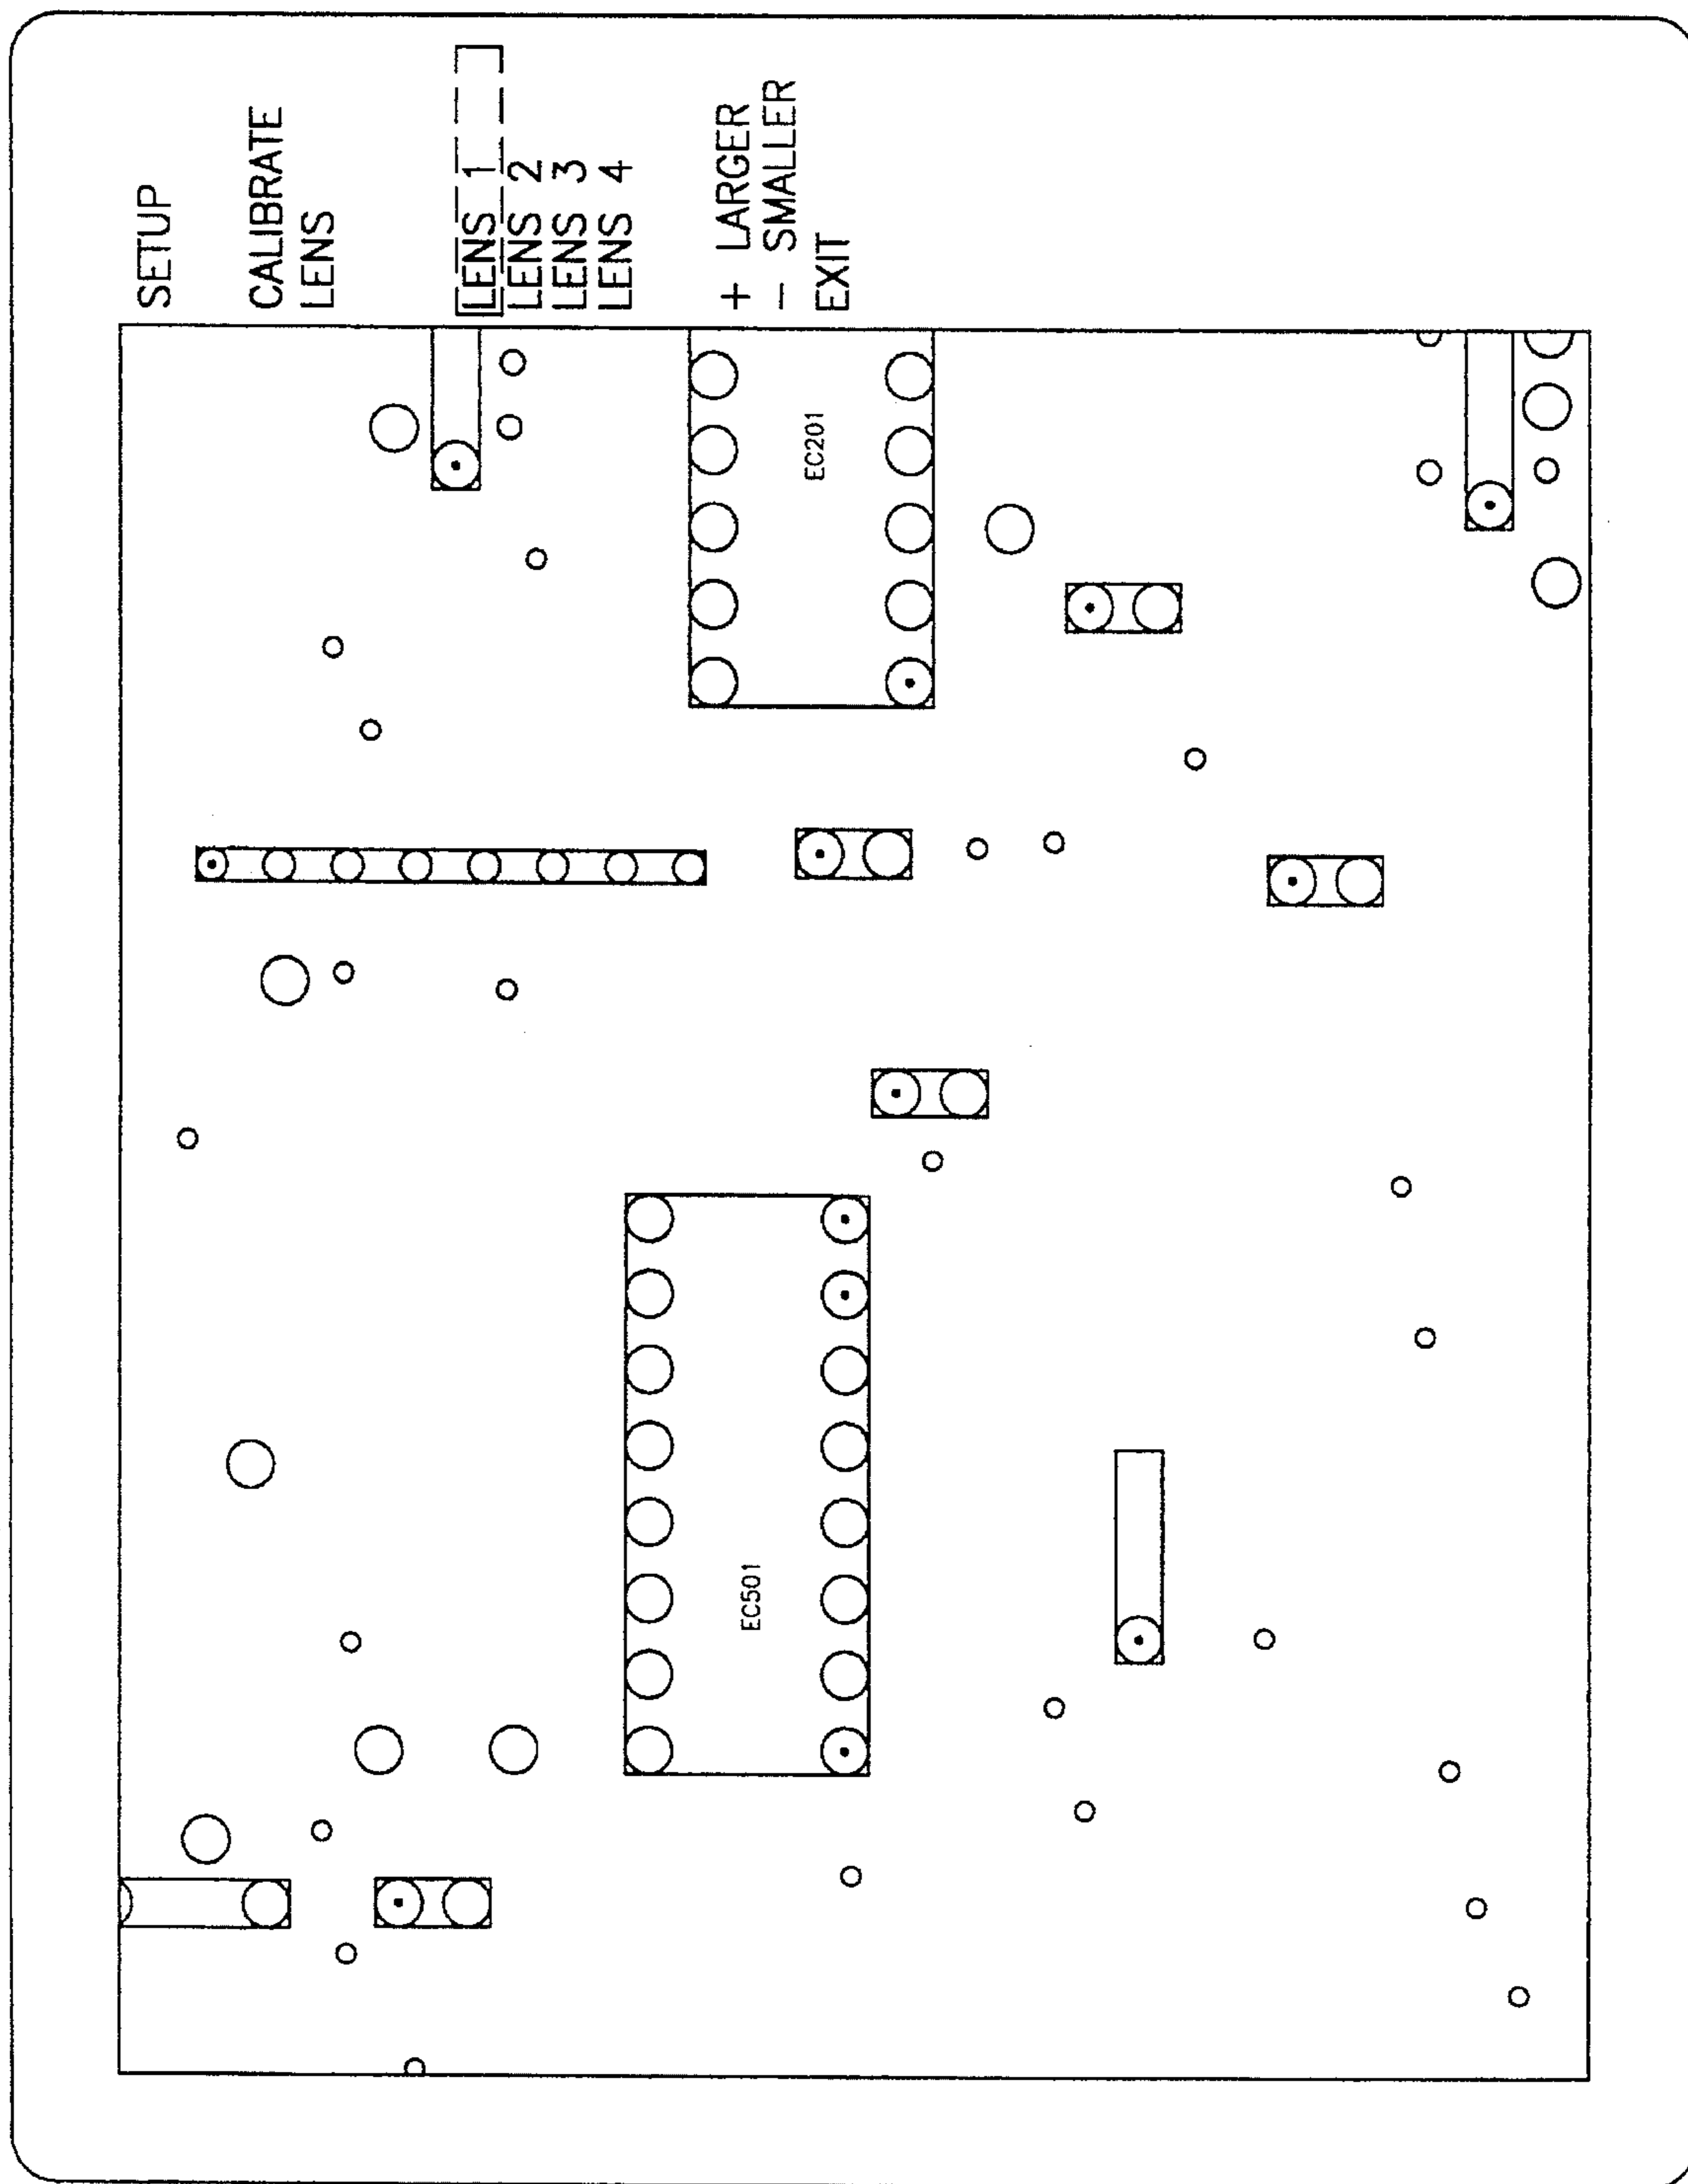 SETUP
CALIBRATE
LENS
LENS 1
LENS 2
LENS 3
LENS 4
+ LARGER
- SMALLER
EXIT
EC201
EC501